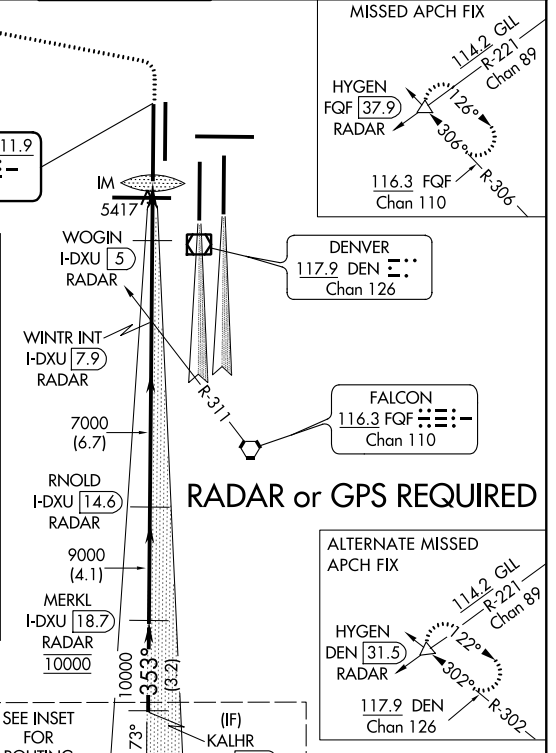 MISSED APCH FIX
114.2 GLL
R-221
Chan 89
HYGEN
FQF 37.9
RADAR
126°
306°
116.3 FQF
Chan 110
R-306
11.9
IM
5417
WOGIN
I-DXU 5
RADAR
DENVER
117.9 DEN
Chan 126
WINTR INT
I-DXU 7.9
RADAR
R-311
FALCON
116.3 FQF
Chan 110
7000
(6.7)
RNOLD
I-DXU 14.6
RADAR
RADAR or GPS REQUIRED
9000
(4.1)
MERKL
I-DXU 18.7
RADAR
10000
10000
353°
(3.2)
ALTERNATE MISSED
APCH FIX
114.2 GLL
R-221
Chan 89
HYGEN
DEN 31.5
RADAR
122°
302°
117.9 DEN
Chan 126
R-302
SEE INSET
FOR
73°
(IF)
KALHR